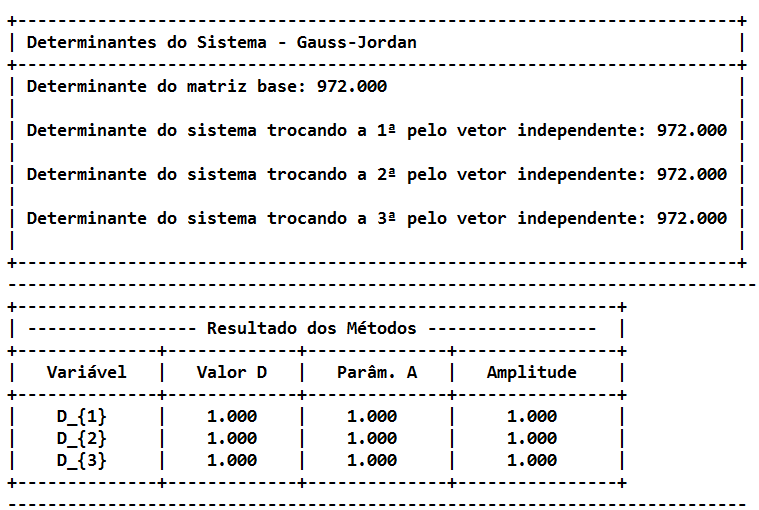 +------------------------------------------------------------------------+
| Determinantes do Sistema - Gauss-Jordan                                |
+------------------------------------------------------------------------+
| Determinante do matriz base: 972.000                                   |
|                                                                        |
| Determinante do sistema trocando a 1ª pelo vetor independente: 972.000 |
|                                                                        |
| Determinante do sistema trocando a 2ª pelo vetor independente: 972.000 |
|                                                                        |
| Determinante do sistema trocando a 3ª pelo vetor independente: 972.000 |
|                                                                        |
+------------------------------------------------------------------------+
---------------------------------------------------------------------------
+------------------------------------------------------------+
| ----------------- Resultado dos Métodos -----------------  |
+--------------+-------------+--------------+----------------+
|   Variável   |   Valor D   |   Parâm. A   |   Amplitude    |
+--------------+-------------+--------------+----------------+
|    D_{1}     |    1.000    |    1.000     |     1.000      |
|    D_{2}     |    1.000    |    1.000     |     1.000      |
|    D_{3}     |    1.000    |    1.000     |     1.000      |
+--------------+-------------+--------------+----------------+
--------------------------------------------------------------------------